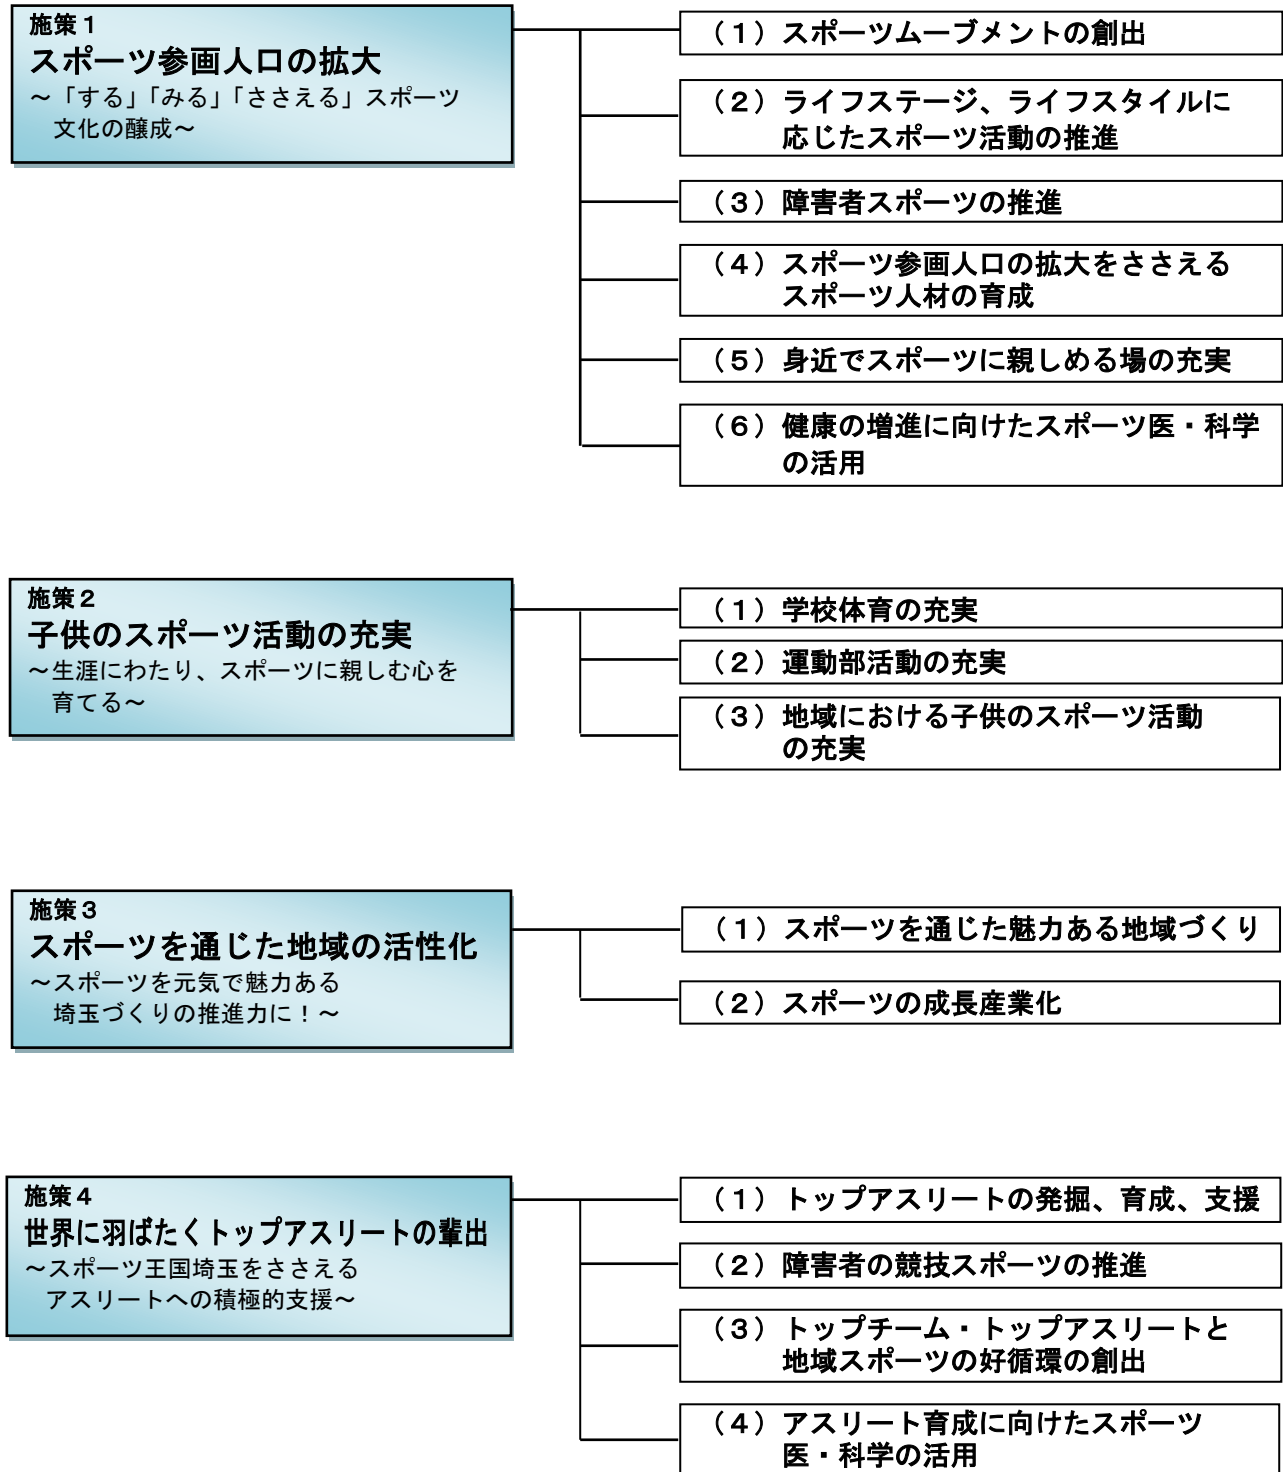 施策１
スポーツ参画人口の拡大
～「する」「みる」「ささえる」スポーツ
文化の醸成～
（１）スポーツムーブメントの創出
（２）ライフステージ、ライフスタイルに
応じたスポーツ活動の推進
（３）障害者スポーツの推進
（４）スポーツ参画人口の拡大をささえる
スポーツ人材の育成
（５）身近でスポーツに親しめる場の充実
（６）健康の増進に向けたスポーツ医・科学
の活用
施策２
子供のスポーツ活動の充実
～生涯にわたり、スポーツに親しむ心を
育てる～
（１）学校体育の充実
（２）運動部活動の充実
（３）地域における子供のスポーツ活動
の充実
施策３
スポーツを通じた地域の活性化
～スポーツを元気で魅力ある
埼玉づくりの推進力に！～
（１）スポーツを通じた魅力ある地域づくり
（２）スポーツの成長産業化
施策４
世界に羽ばたくトップアスリートの輩出
～スポーツ王国埼玉をささえる
アスリートへの積極的支援～
（１）トップアスリートの発掘、育成、支援
（２）障害者の競技スポーツの推進
（３）トップチーム・トップアスリートと
地域スポーツの好循環の創出
（４）アスリート育成に向けたスポーツ
医・科学の活用